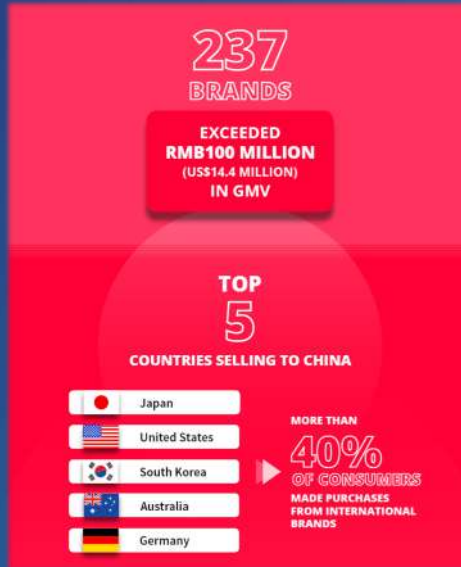 237
BRANDS
EXCEEDED
RMB100 MILLION
(US$14.4 MILLION)
IN GMV
TOP
5
COUNTRIES SELLING TO CHINA
Japan
United States
South Korea
Australia
Germany
MORE THAN
40%
OF CONSUMERS
MADE PURCHASES
FROM INTERNATIONAL
BRANDS